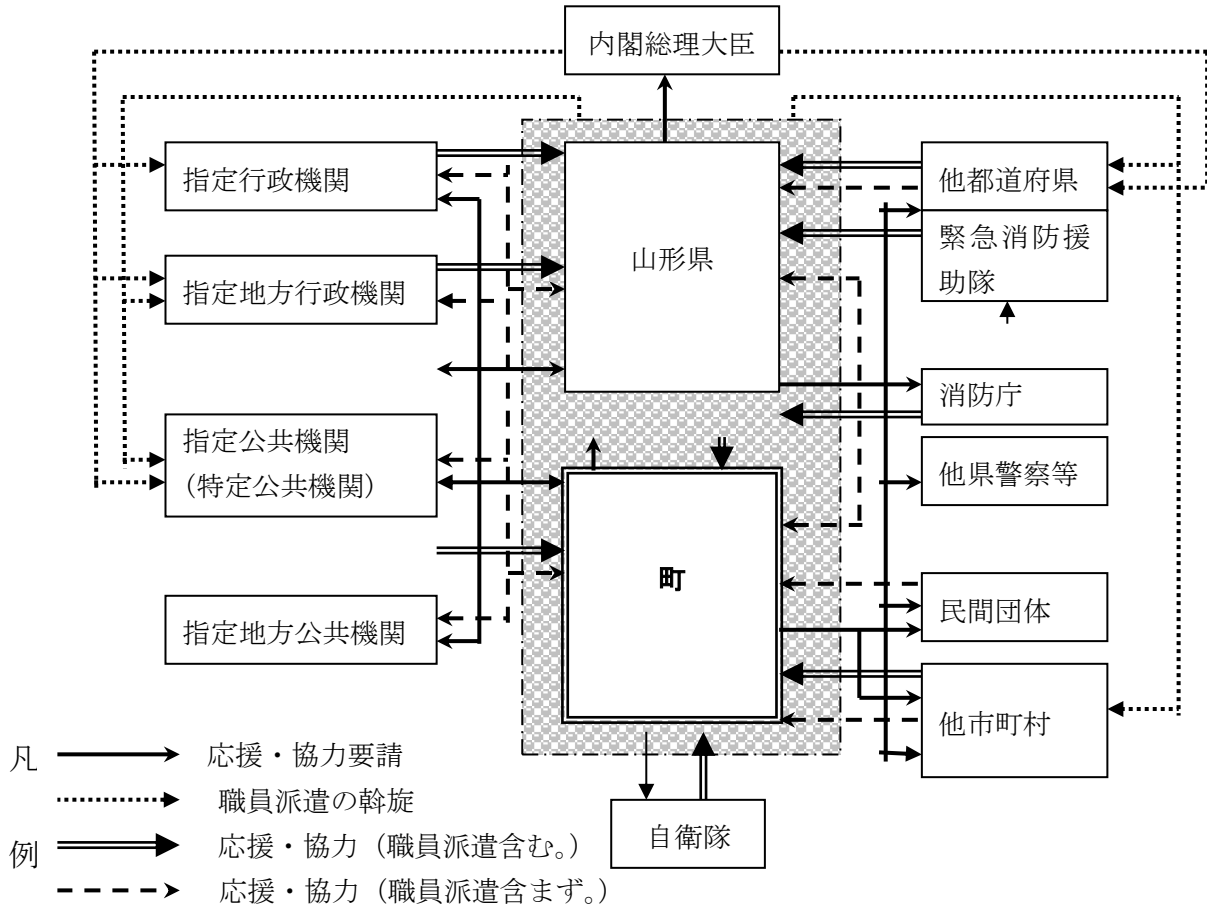 内閣総理大臣
指定行政機関
指定地方行政機関
指定公共機関
（特定公共機関）
指定地方公共機関
山形県
町
他都道府県
緊急消防援
助隊
消防庁
他県警察等
民間団体
他市町村
自衛隊
凡
例
応援・協力要請
職員派遣の斡旋
応援・協力（職員派遣含む。）
応援・協力（職員派遣含まず。）